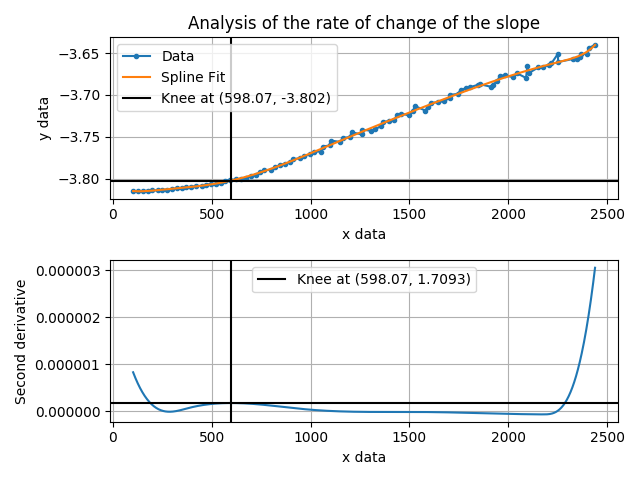 Analysis of the rate of change of the slope
−3.65
−3.70
−3.75
−3.80
y data
Data
Spline Fit
Knee at (598.07, -3.802)
0 500 1000 1500 2000 2500
x data
0.000003
0.000002
0.000001
0.000000
Second derivative
Knee at (598.07, 1.7093)
0 500 1000 1500 2000 2500
x data